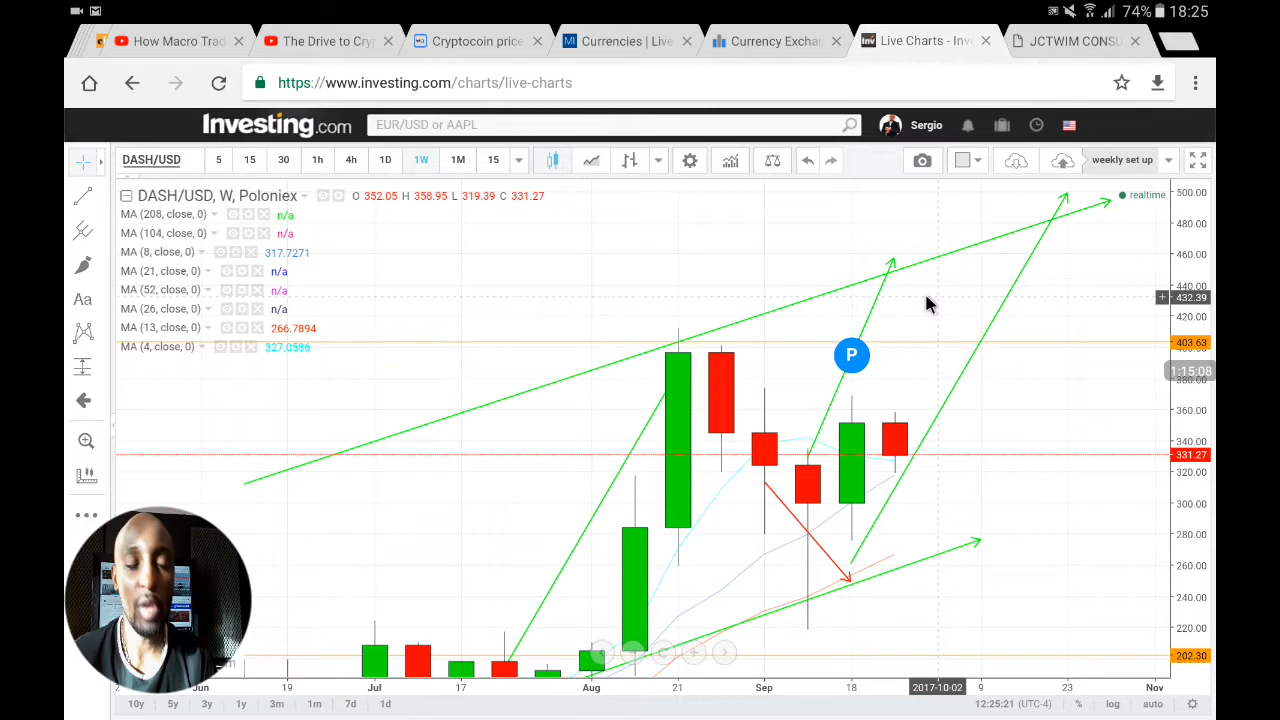 74% 18:25
How Macro Trad
The Drive to Cry
Cryptocoin price
Currencies | Live
Currency Exchan
Live Charts - Inve
JCTWIM CONSU
https://www.investing.com/charts/live-charts
Investing.com
EUR/USD or AAPL
Sergio
DASH/USD 5 15 30 1h 4h 1D 1W 1M 15
weekly set up
DASH/USD, W, Poloniex O 352.05 H 358.95 L 319.39 C 331.27
realtime
MA (208, close, 0) n/a
MA (104, close, 0) n/a
MA (8, close, 0) 317.7271
MA (21, close, 0) n/a
MA (52, close, 0) n/a
MA (26, close, 0) n/a
MA (13, close, 0) 266.7894
MA (4, close, 0) 327.0586
Aa
P
500.00
480.00
460.00
440.00
432.39
420.00
403.63
1:15:08
380.00
360.00
340.00
331.27
320.00
300.00
280.00
260.00
240.00
220.00
202.30
2 Jun 19 Jul 17 Aug 21 Sep 18 2017-10-02 9 23 Nov
10y 5y 3y 1y 3m 1m 7d 1d 12:25:21 (UTC-4) % log auto